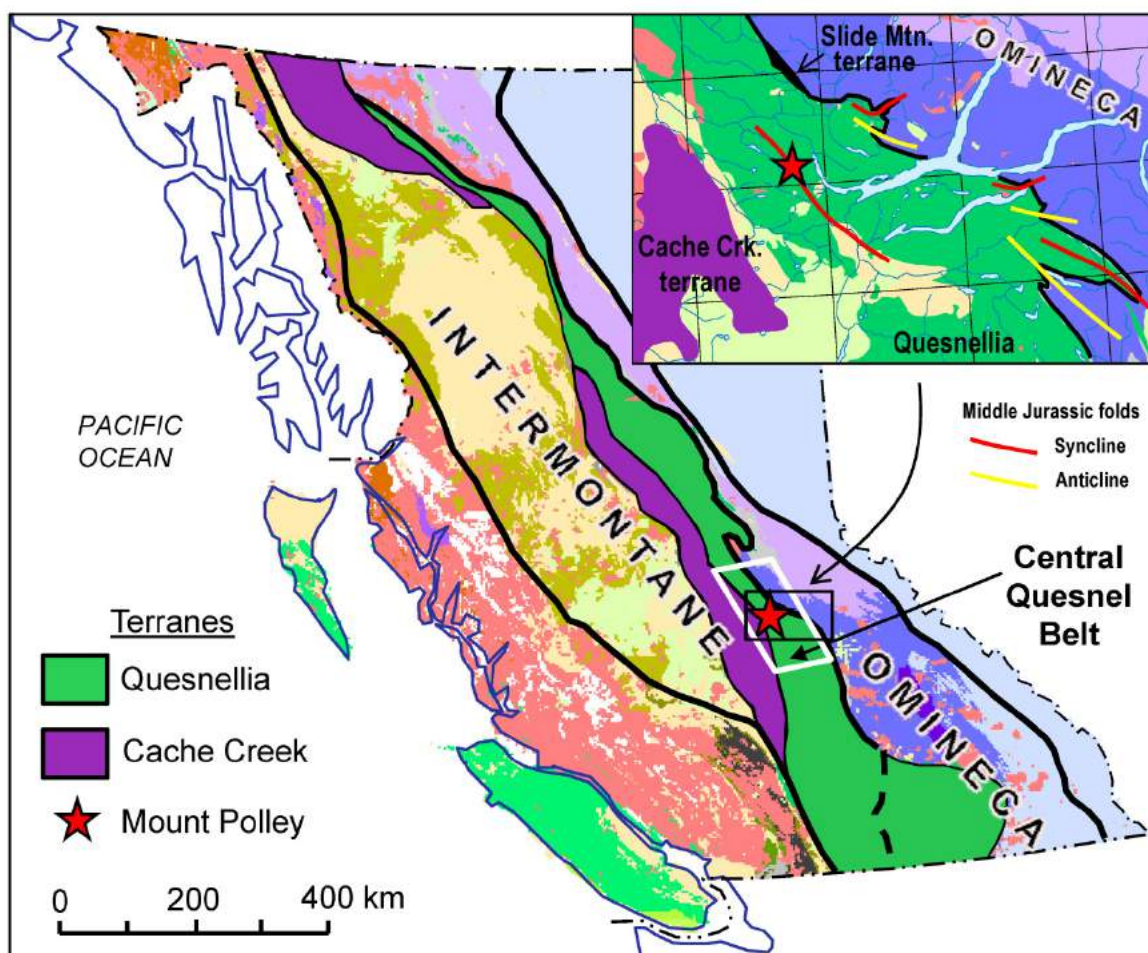 Slide Mtn.
terrane
OMINECA
Cache Crk.
terrane
Quesnellia
INTERMONTANE
PACIFIC
OCEAN
Middle Jurassic folds
Syncline
Anticline
Central
Quesnel
Belt
OMINECA
Terranes
Quesnellia
Cache Creek
Mount Polley
0 200 400 km